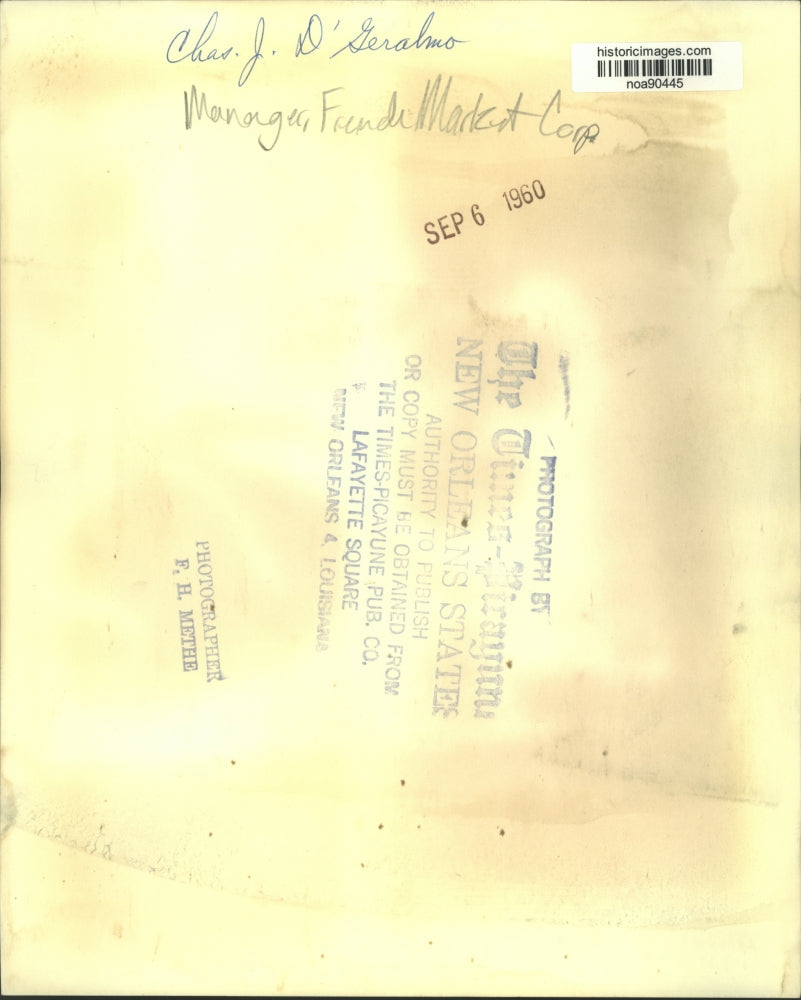 Chas. J. D'Geralmo
historicimages.com
noa90445
Manager, French Market Corp
SEP 6 1960
PHOTOGRAPH BY
The Times-Picayune
NEW ORLEANS STATES
AUTHORITY TO PUBLISH
OR COPY MUST BE OBTAINED FROM
THE TIMES-PICAYUNE PUB. CO.
LAFAYETTE SQUARE
NEW ORLEANS 4, LOUISIANA
PHOTOGRAPHER
F. H. METHE